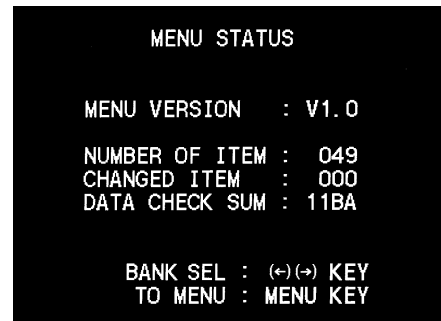 MENU STATUS
MENU VERSION : V1.0
NUMBER OF ITEM : 049
CHANGED ITEM : 000
DATA CHECK SUM : 11BA
BANK SEL : (←)(→) KEY
TO MENU : MENU KEY